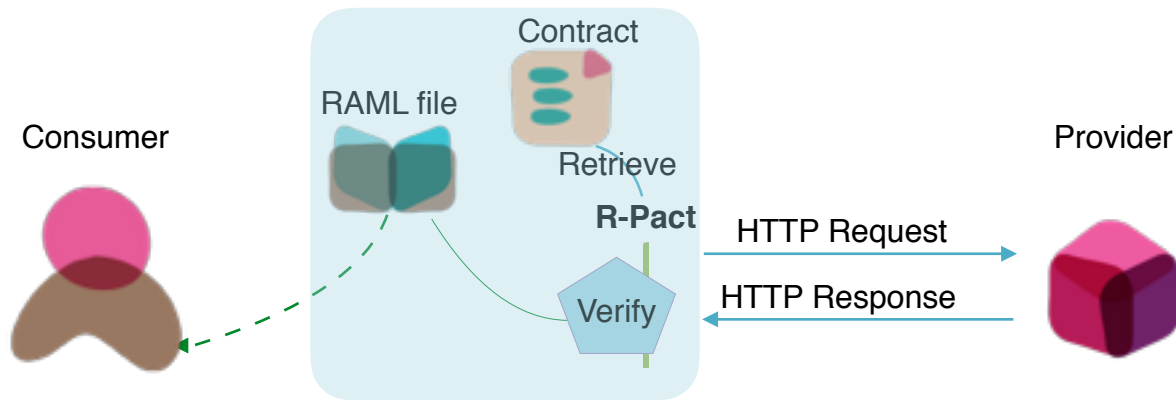 Contract
RAML file
Consumer
Provider
Retrieve
R-Pact
HTTP Request
HTTP Response
Verify